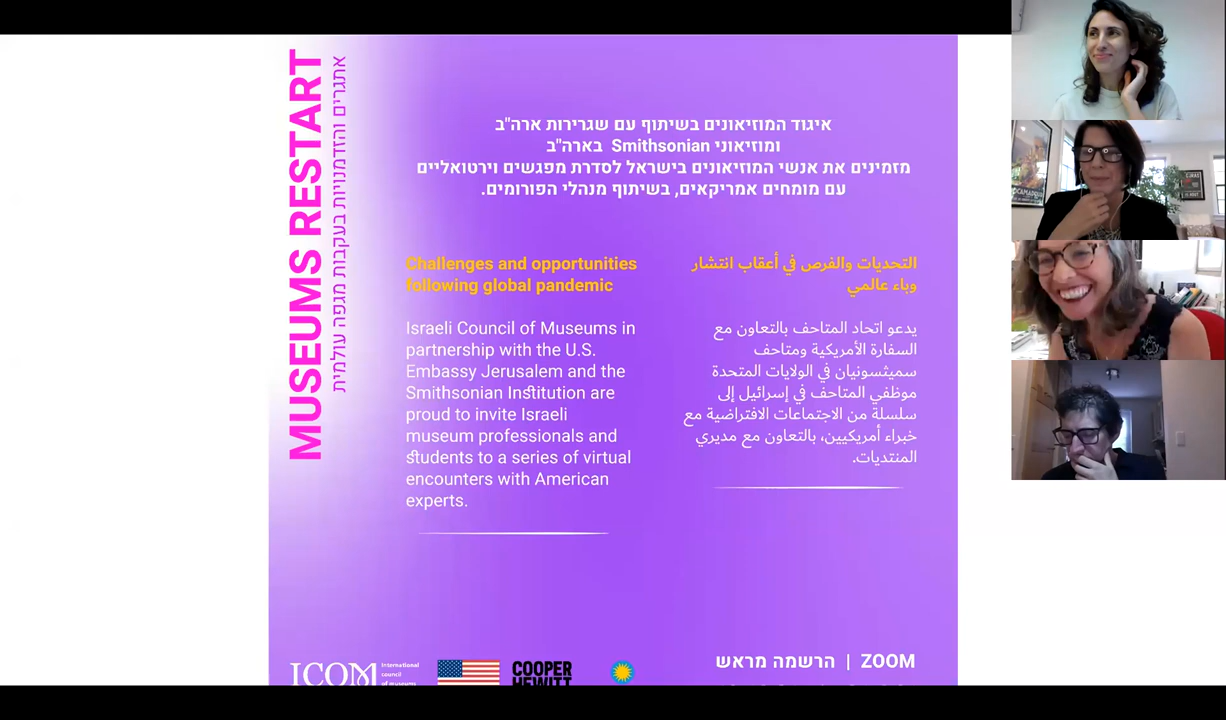 MUSEUMS RESTART
אתגרים והזדמנויות בעקבות מגפה עולמית
איגוד המוזיאונים בשיתוף עם שגרירות ארה"ב
ומוזיאוני Smithsonian בארה"ב
מזמינים את אנשי המוזיאונים בישראל לסדרת מפגשים וירטואליים
עם מומחים אמריקאים, בשיתוף מנהלי הפורומים.
Challenges and opportunities
following global pandemic
Israeli Council of Museums in
partnership with the U.S.
Embassy Jerusalem and the
Smithsonian Institution are
proud to invite Israeli
museum professionals and
students to a series of virtual
encounters with American
experts.
التحديات والفرص في أعقاب انتشار
وباء عالمي
يدعو اتحاد المتاحف بالتعاون مع
السفارة الأمريكية ومتاحف
سميثسونيان في الولايات المتحدة
موظفي المتاحف في إسرائيل إلى
سلسلة من الاجتماعات الافتراضية مع
خبراء أمريكيين، بالتعاون مع مديري
المنتديات.
ZOOM | הרשמה מראש
ICOM
international
council
of museums
COOPER
HEWITT